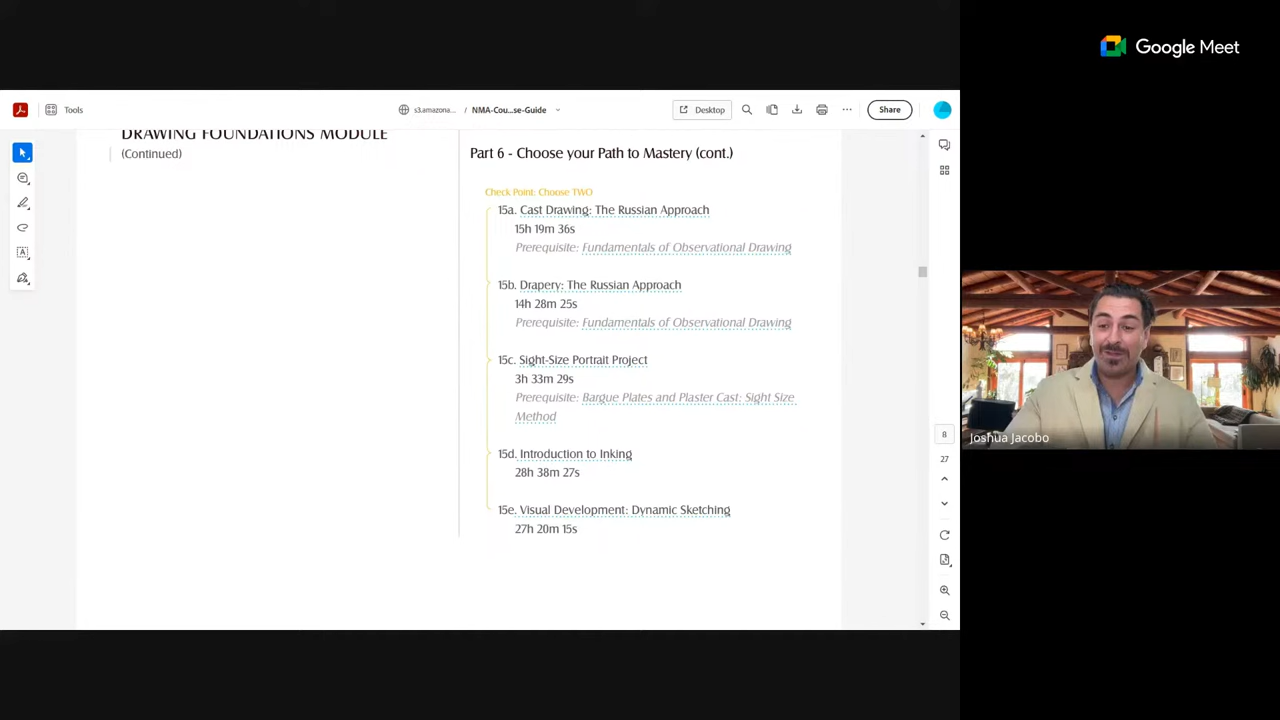 Google Meet
Tools
s3.amazona... / NMA-Cou...se-Guide
Desktop
Share
DRAWING FOUNDATIONS MODULE
(Continued)
Part 6 - Choose your Path to Mastery (cont.)
Check Point: Choose TWO
15a. Cast Drawing: The Russian Approach
15h 19m 36s
Prerequisite: Fundamentals of Observational Drawing
15b. Drapery: The Russian Approach
14h 28m 25s
Prerequisite: Fundamentals of Observational Drawing
15c. Sight-Size Portrait Project
3h 33m 29s
Prerequisite: Bargue Plates and Plaster Cast: Sight Size
Method
15d. Introduction to Inking
28h 38m 27s
15e. Visual Development: Dynamic Sketching
27h 20m 15s
8
27
Joshua Jacobo